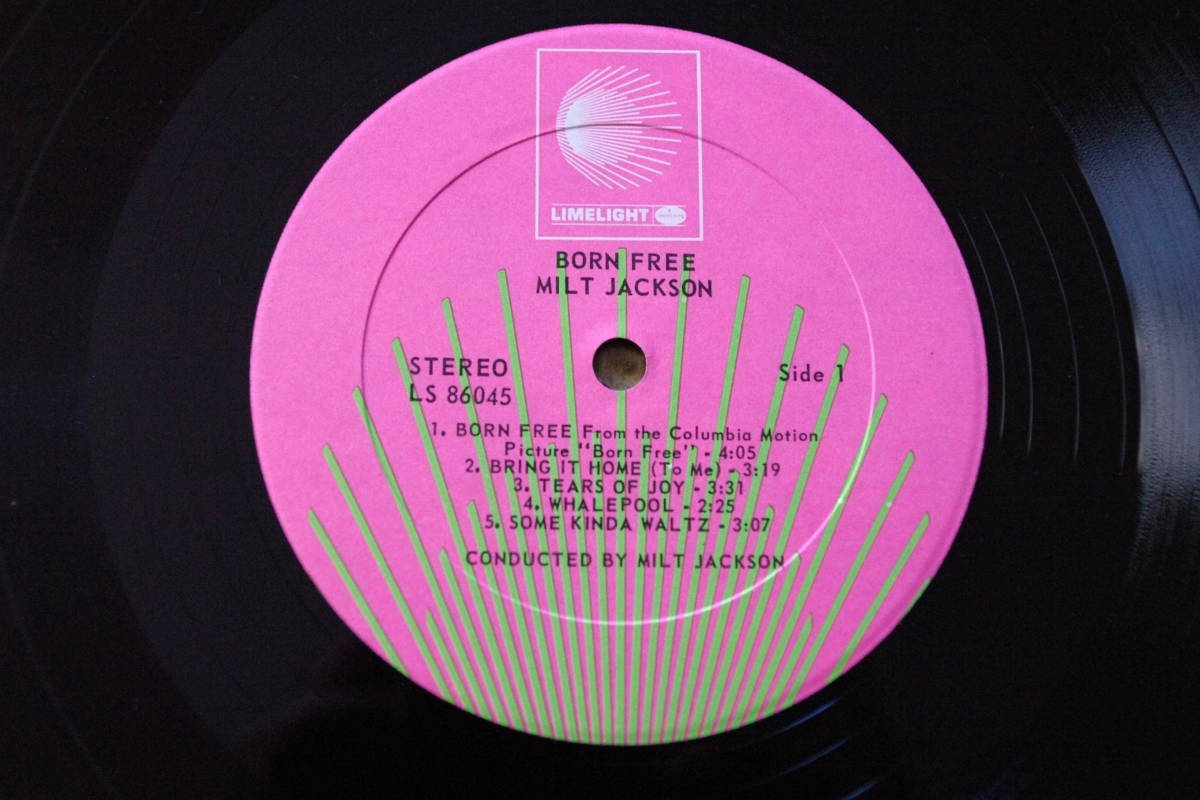 LIMELIGHT
BORN FREE
MILT JACKSON
STEREO
LS 86045
Side 1
1. BORN FREE From the Columbia Motion
Picture "Born Free" - 4:05
2. BRING IT HOME (To Me) - 3:19
3. TEARS OF JOY - 3:31
4. WHALEPOOL - 2:25
5. SOME KINDA WALTZ - 3:07
CONDUCTED BY MILT JACKSON